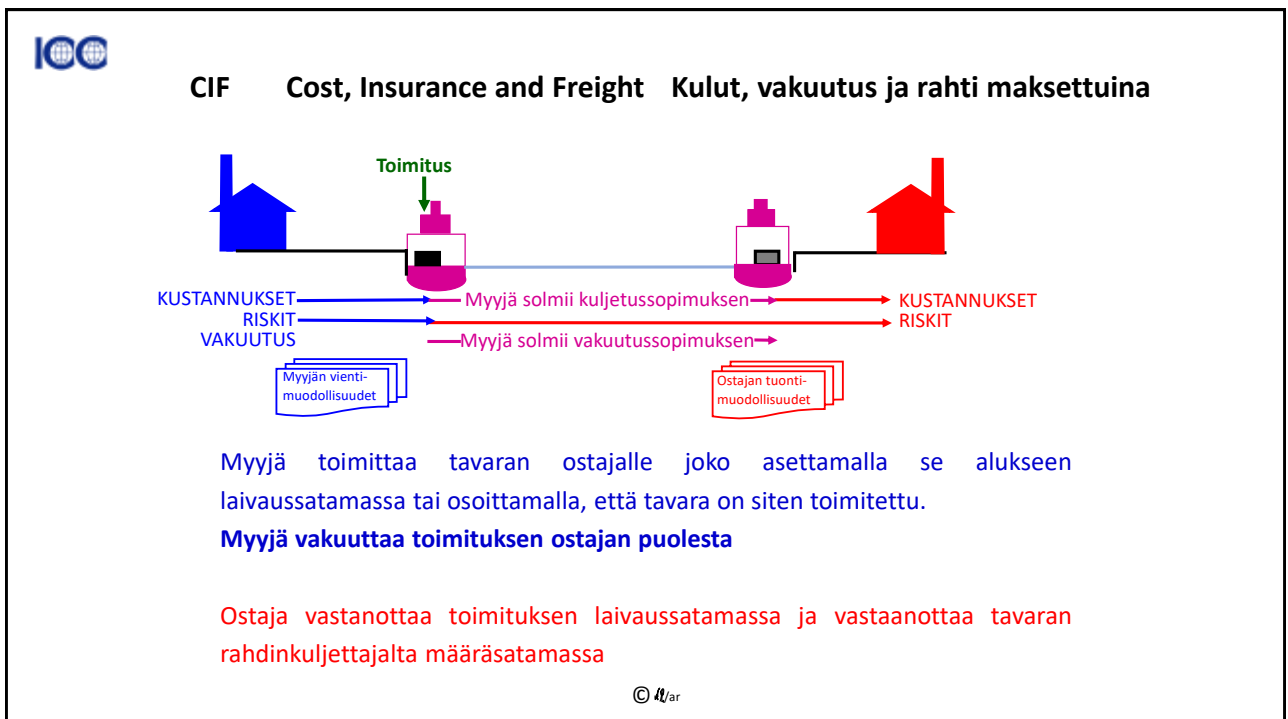 ICC
CIF Cost, Insurance and Freight Kulut, vakuutus ja rahti maksettuina
Toimitus
KUSTANNUKSET Myyjä solmii kuljetussopimuksen KUSTANNUKSET
RISKIT RISKIT
VAKUUTUS Myyjä solmii vakuutussopimuksen
Myyjän vienti-
muodollisuudet
Ostajan tuonti-
muodollisuudet
Myyjä toimittaa tavaran ostajalle joko asettamalla se alukseen
laivaussatamassa tai osoittamalla, että tavara on siten toimitettu.
Myyjä vakuuttaa toimituksen ostajan puolesta
Ostaja vastanottaa toimituksen laivaussatamassa ja vastaanottaa tavaran
rahdinkuljettajalta määräsatamassa
© /ar